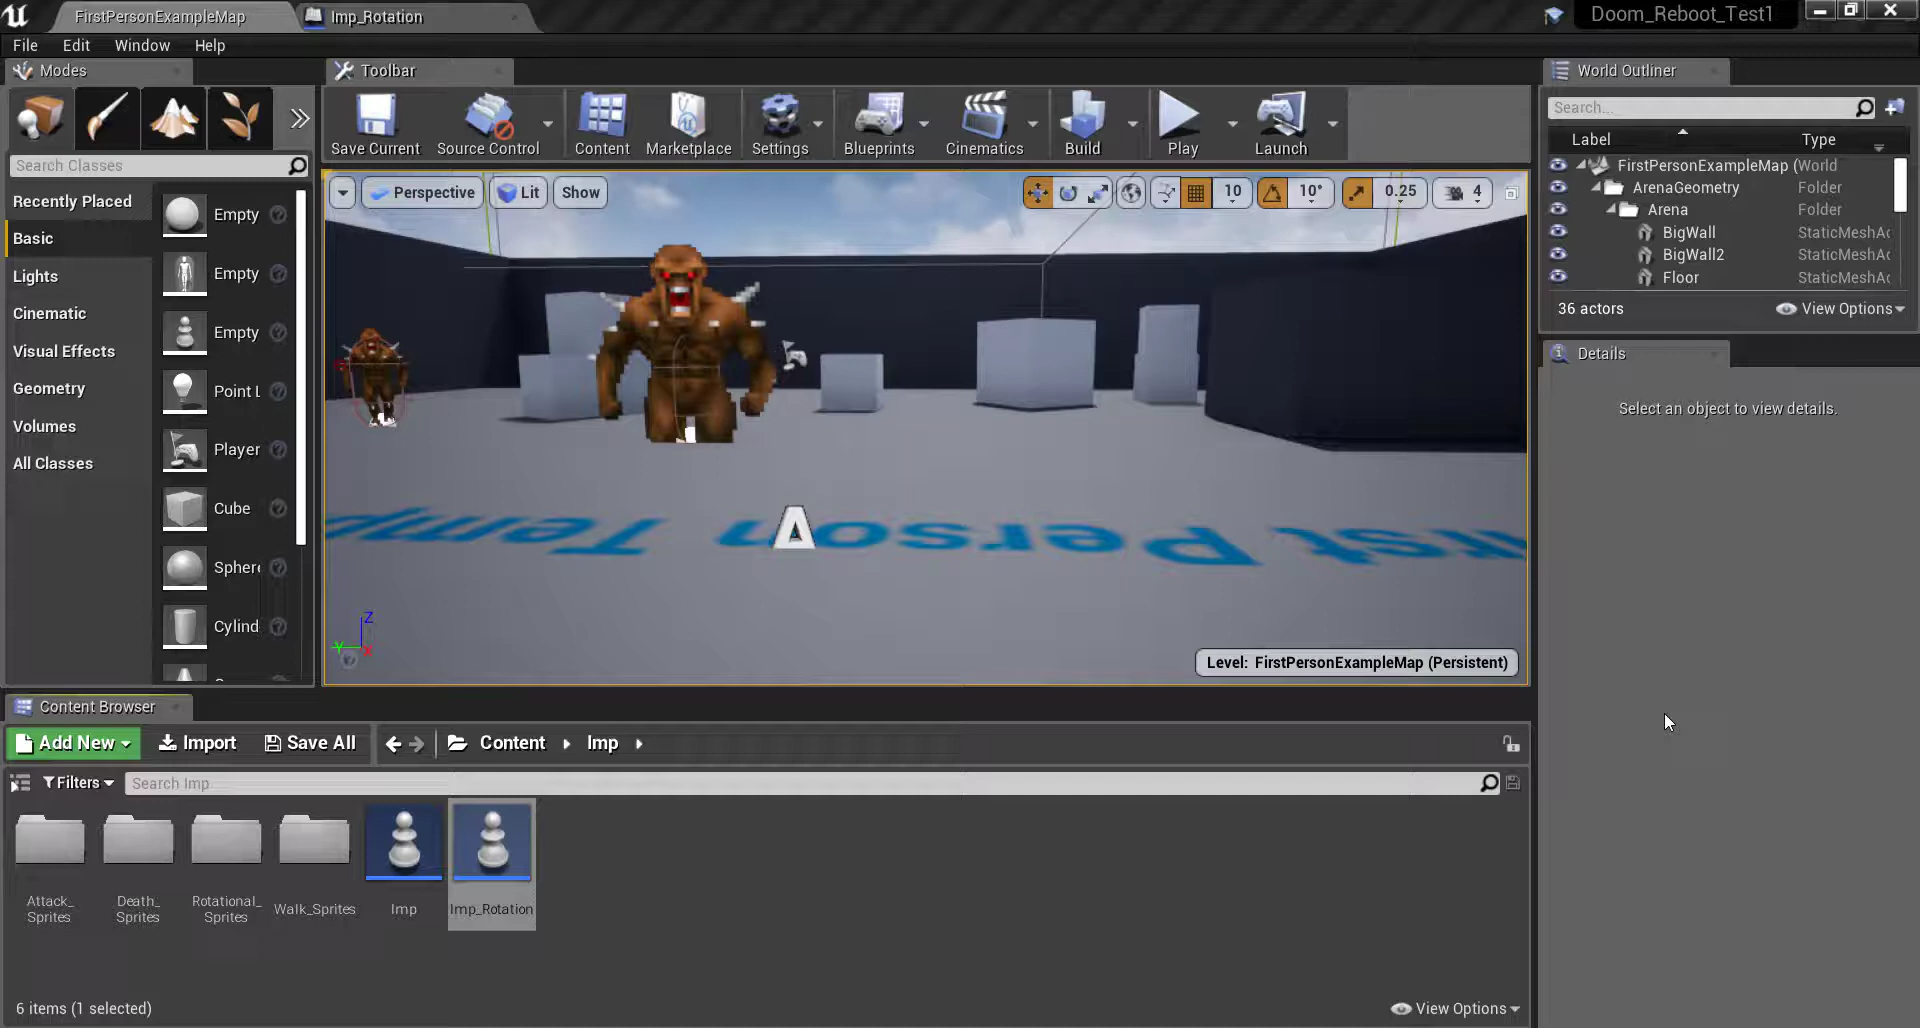 FirstPersonExampleMap
Imp_Rotation
Doom_Reboot_Test1
File
Edit
Window
Help
Modes
Toolbar
World Outliner
Save Current
Source Control
Content
Marketplace
Settings
Blueprints
Cinematics
Build
Play
Launch
Search...
Label
Type
Search Classes
Recently Placed
Basic
Lights
Cinematic
Visual Effects
Geometry
Volumes
All Classes
Empty
Empty
Empty
Point L
Player
Cube
Sphere
Cylind
Perspective
Lit
Show
10
10°
0.25
4
FirstPersonExampleMap (World
ArenaGeometry Folder
Arena Folder
BigWall StaticMeshAc
BigWall2 StaticMeshAc
Floor StaticMeshAc
36 actors
View Options
Details
Select an object to view details.
First Person Temp
Z
Y
X
Level: FirstPersonExampleMap (Persistent)
Content Browser
Add New
Import
Save All
Content
Imp
Filters
Search Imp
Attack_
Sprites
Death_
Sprites
Rotational_
Sprites
Walk_Sprites
Imp
Imp_Rotation
6 items (1 selected)
View Options